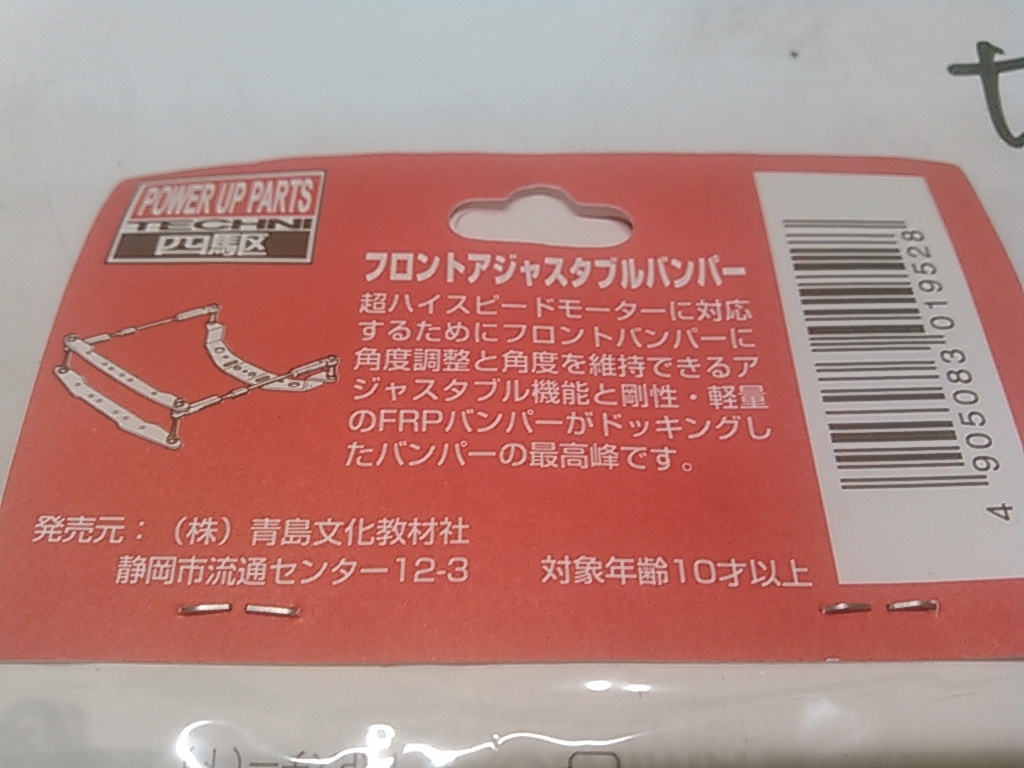 POWER UP PARTS
TECHNI
四駆
フロントアジャスタブルバンパー
超ハイスピードモーターに対応
するためにフロントバンパーに
角度調整と角度を維持できるア
ジャスタブル機能と剛性・軽量
のFRPバンパーがドッキングし
たバンパーの最高峰です。
発売元：（株）青島文化教材社
静岡市流通センター12-3
対象年齢10才以上
4 905083 019528